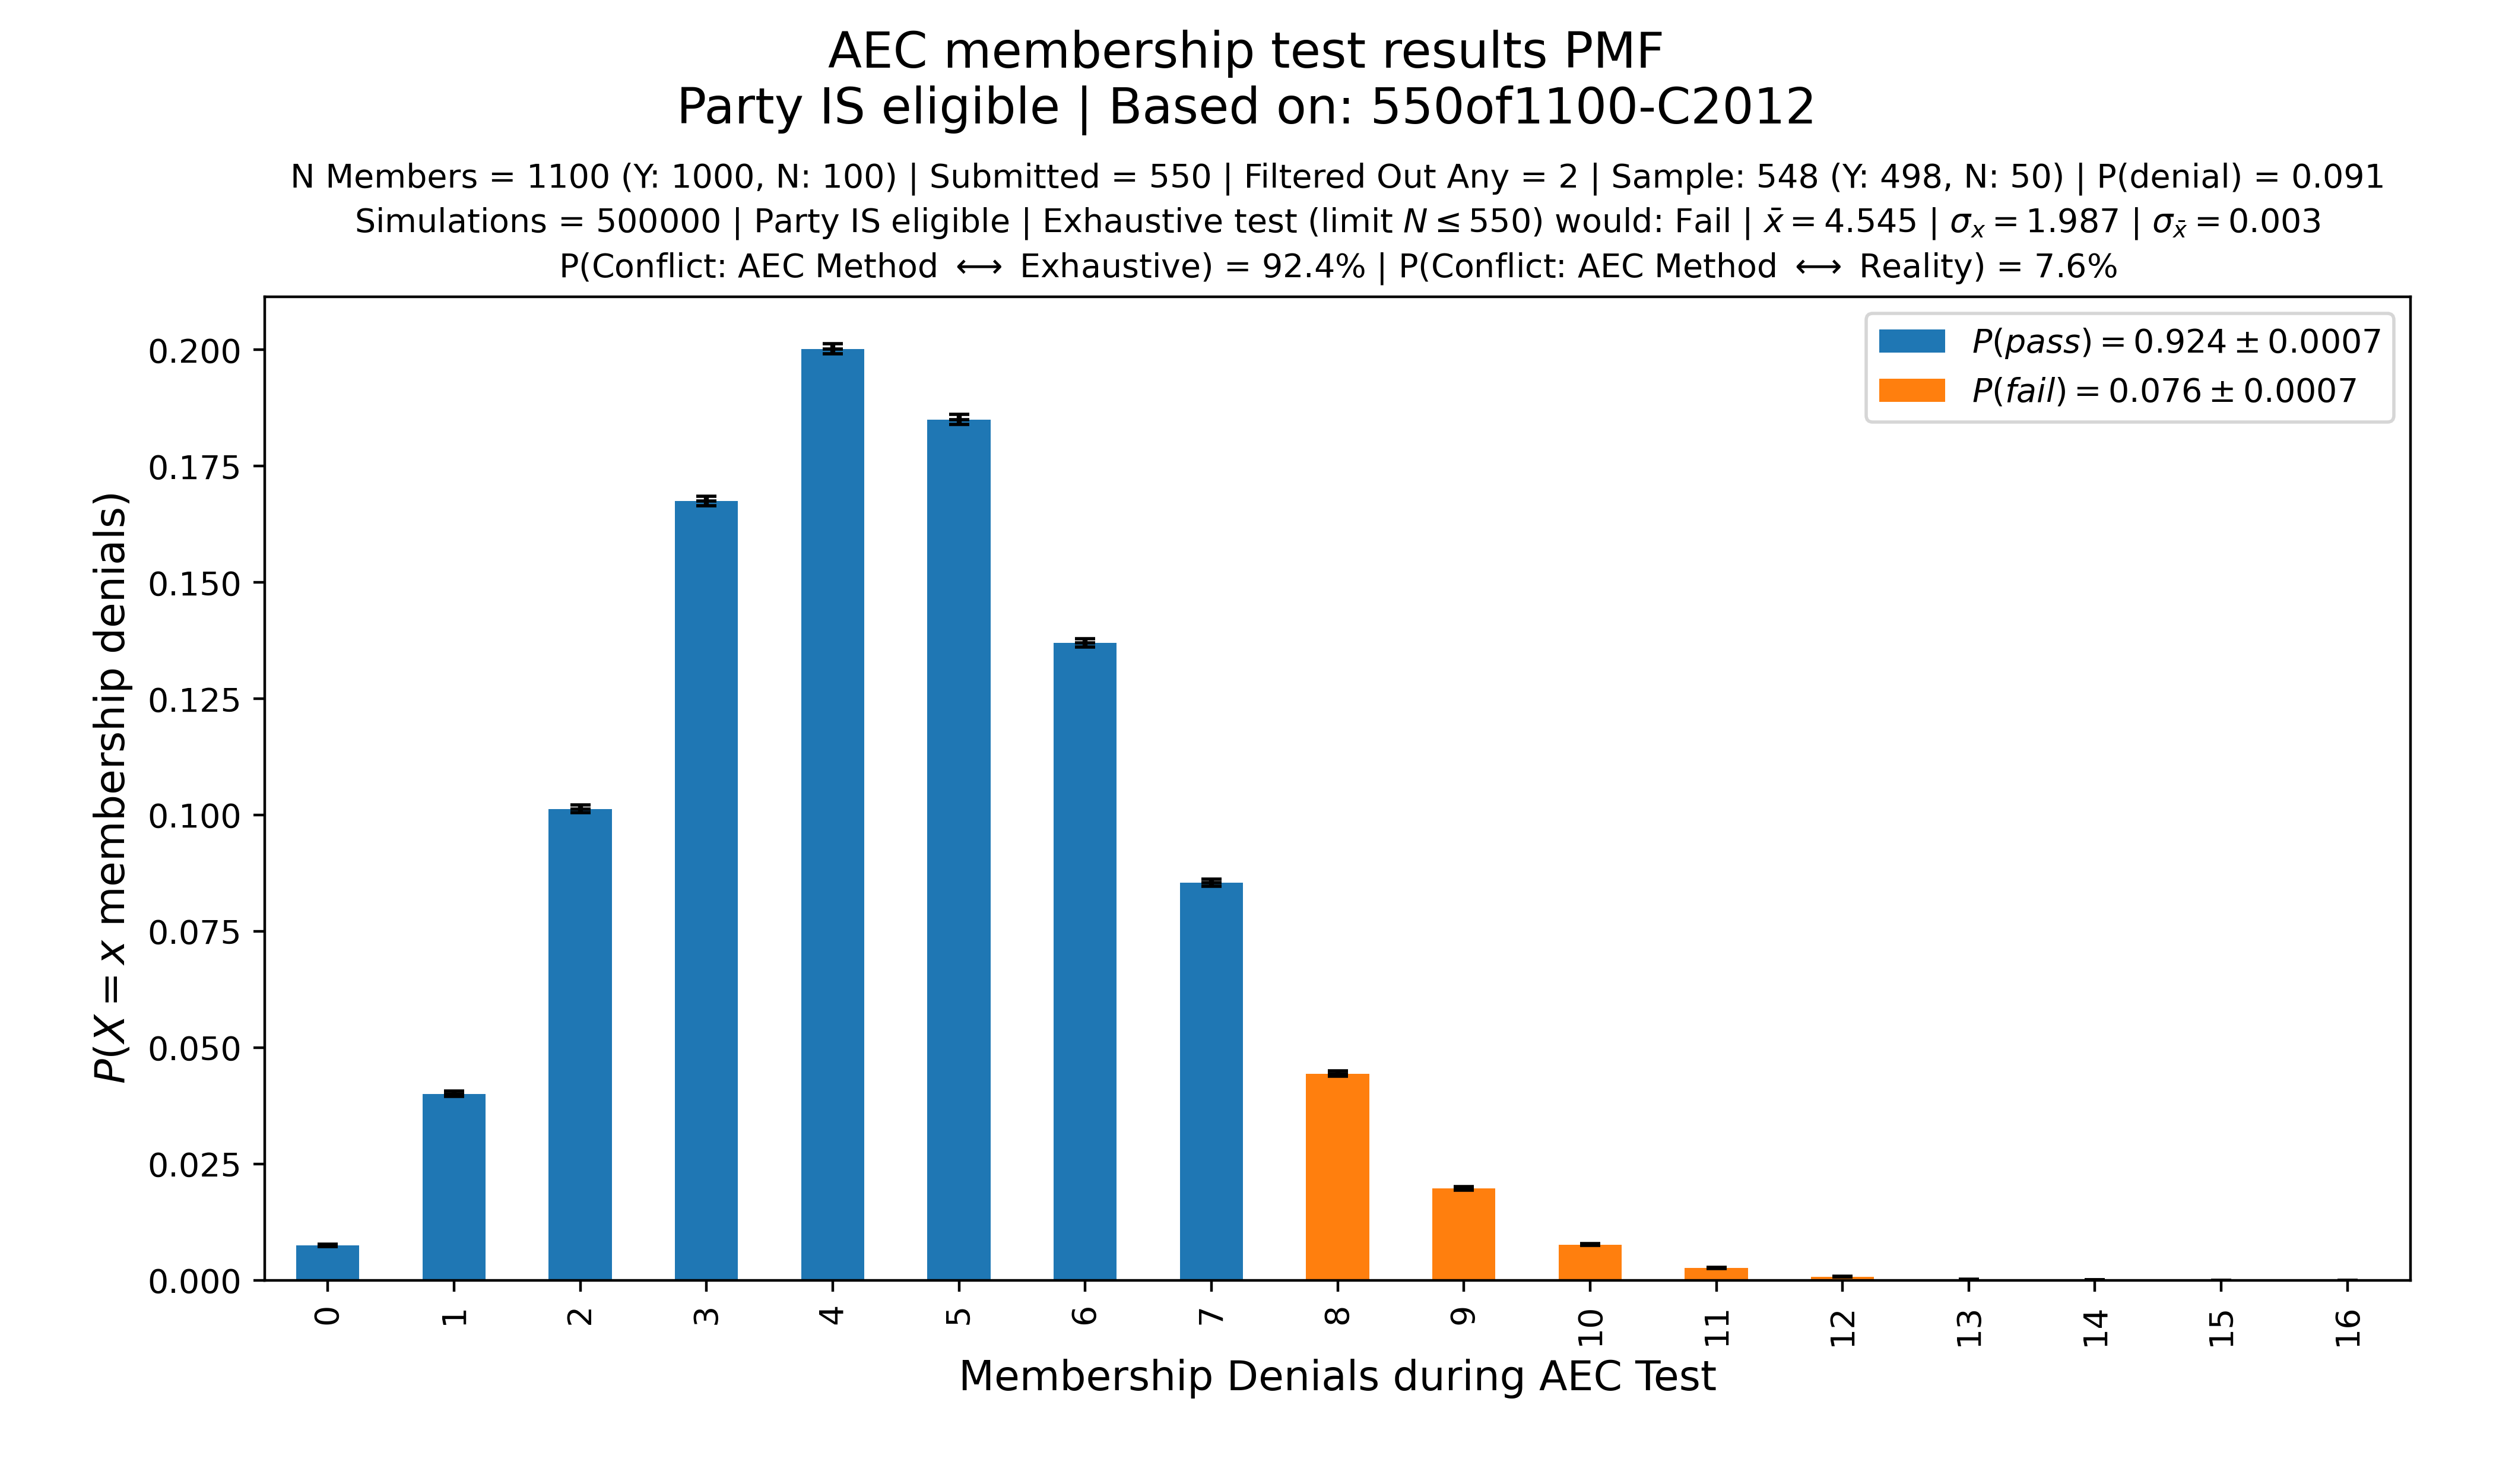 AEC membership test results PMF
Party IS eligible | Based on: 550of1100-C2012
N Members = 1100 (Y: 1000, N: 100) | Submitted = 550 | Filtered Out Any = 2 | Sample: 548 (Y: 498, N: 50) | P(denial) = 0.091
Simulations = 500000 | Party IS eligible | Exhaustive test (limit N ≤ 550) would: Fail | x̄ = 4.545 | σₓ = 1.987 | σ_x̄ = 0.003
P(Conflict: AEC Method ⟷ Exhaustive) = 92.4% | P(Conflict: AEC Method ⟷ Reality) = 7.6%
P(pass) = 0.924 ± 0.0007
P(fail) = 0.076 ± 0.0007
P(X = x membership denials)
0.200
0.175
0.150
0.125
0.100
0.075
0.050
0.025
0.000
0 1 2 3 4 5 6 7 8 9 10 11 12 13 14 15 16
Membership Denials during AEC Test